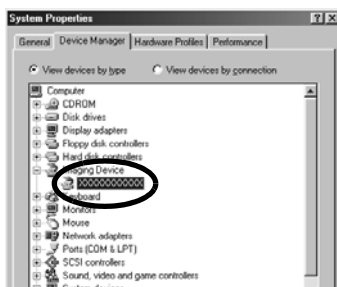 System Properties
General Device Manager Hardware Profiles Performance
View devices by type View devices by connection
Computer
CDROM
Disk drives
Display adapters
Floppy disk controllers
Hard disk controllers
Imaging Device
XXXXXXXXXXX
Keyboard
Monitors
Mouse
Network adapters
Ports (COM & LPT)
SCSI controllers
Sound, video and game controllers